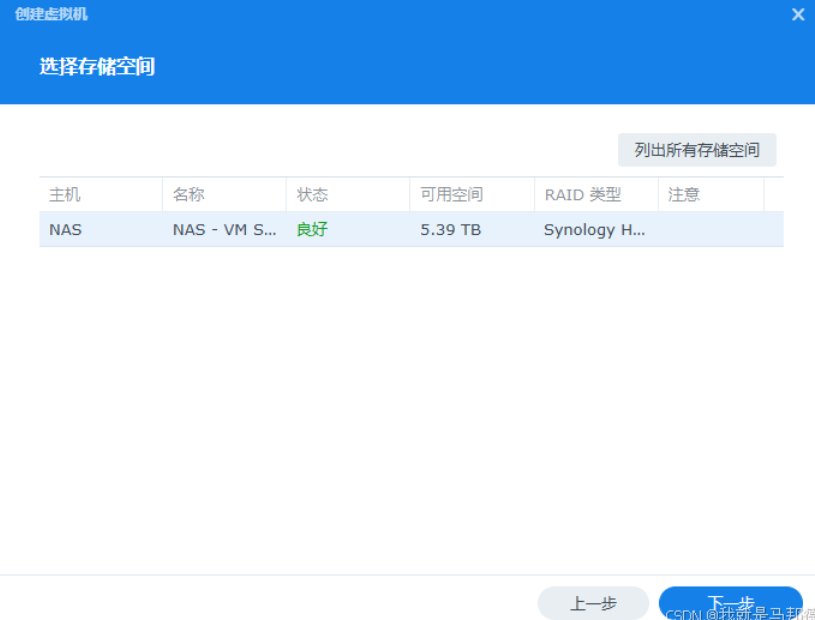 创建虚拟机
选择存储空间
列出所有存储空间
主机 名称 状态 可用空间 RAID 类型 注意
NAS NAS - VM S... 良好 5.39 TB Synology H...
上一步 下一步
CSDN @我就是马邦德